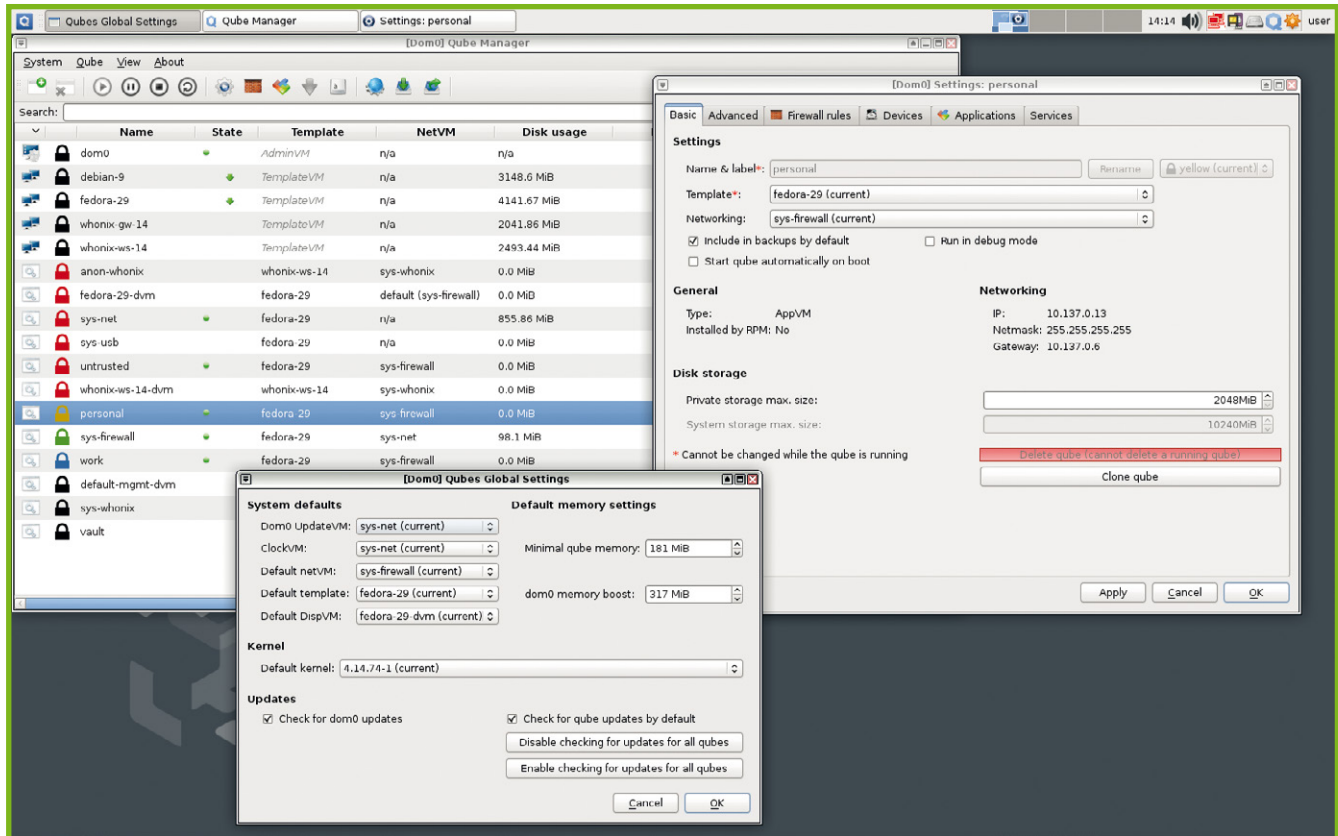 Qubes Global Settings Qube Manager Settings: personal 14:14 user
[Dom0] Qube Manager
System Qube View About
Search:
Name State Template NetVM Disk usage
dom0 AdminVM n/a n/a
debian-9 TemplateVM n/a 3148.6 MiB
fedora-29 TemplateVM n/a 4141.67 MiB
whonix-gw-14 TemplateVM n/a 2041.86 MiB
whonix-ws-14 TemplateVM n/a 2493.44 MiB
anon-whonix whonix-ws-14 sys-whonix 0.0 MiB
fedora-29-dvm fedora-29 default (sys-firewall) 0.0 MiB
sys-net fedora-29 n/a 855.86 MiB
sys-usb fedora-29 n/a 0.0 MiB
untrusted fedora-29 sys-firewall 0.0 MiB
whonix-ws-14-dvm whonix-ws-14 sys-whonix 0.0 MiB
personal fedora-29 sys-firewall 0.0 MiB
sys-firewall fedora-29 sys-net 98.1 MiB
work fedora-29 sys-firewall 0.0 MiB
default-mgmt-dvm
sys-whonix
vault
[Dom0] Settings: personal
Basic Advanced Firewall rules Devices Applications Services
Settings
Name & label*: personal Rename yellow (current)
Template*: fedora-29 (current)
Networking: sys-firewall (current)
Include in backups by default Run in debug mode
Start qube automatically on boot
General Networking
Type: AppVM IP: 10.137.0.13
Installed by RPM: No Netmask: 255.255.255.255
Gateway: 10.137.0.6
Disk storage
Private storage max. size: 2048MiB
System storage max. size: 10240MiB
* Cannot be changed while the qube is running Delete qube (cannot delete a running qube)
Clone qube
Apply Cancel OK
[Dom0] Qubes Global Settings
System defaults Default memory settings
Dom0 UpdateVM: sys-net (current)
ClockVM: sys-net (current) Minimal qube memory: 181 MiB
Default netVM: sys-firewall (current)
Default template: fedora-29 (current) dom0 memory boost: 317 MiB
Default DispVM: fedora-29-dvm (current)
Kernel
Default kernel: 4.14.74-1 (current)
Updates
Check for dom0 updates Check for qube updates by default
Disable checking for updates for all qubes
Enable checking for updates for all qubes
Cancel OK